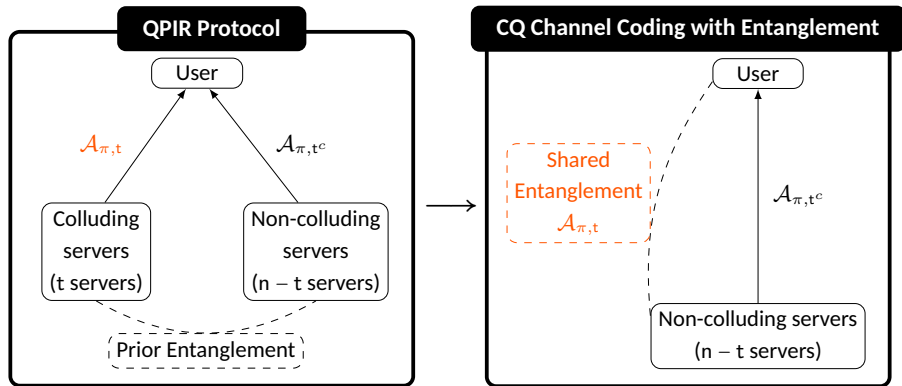 QPIR Protocol
User
𝒜π,t
𝒜π,tᶜ
Colluding
servers
(t servers)
Non-colluding
servers
(n − t servers)
Prior Entanglement
CQ Channel Coding with Entanglement
User
Shared
Entanglement
𝒜π,t
𝒜π,tᶜ
Non-colluding servers
(n − t servers)